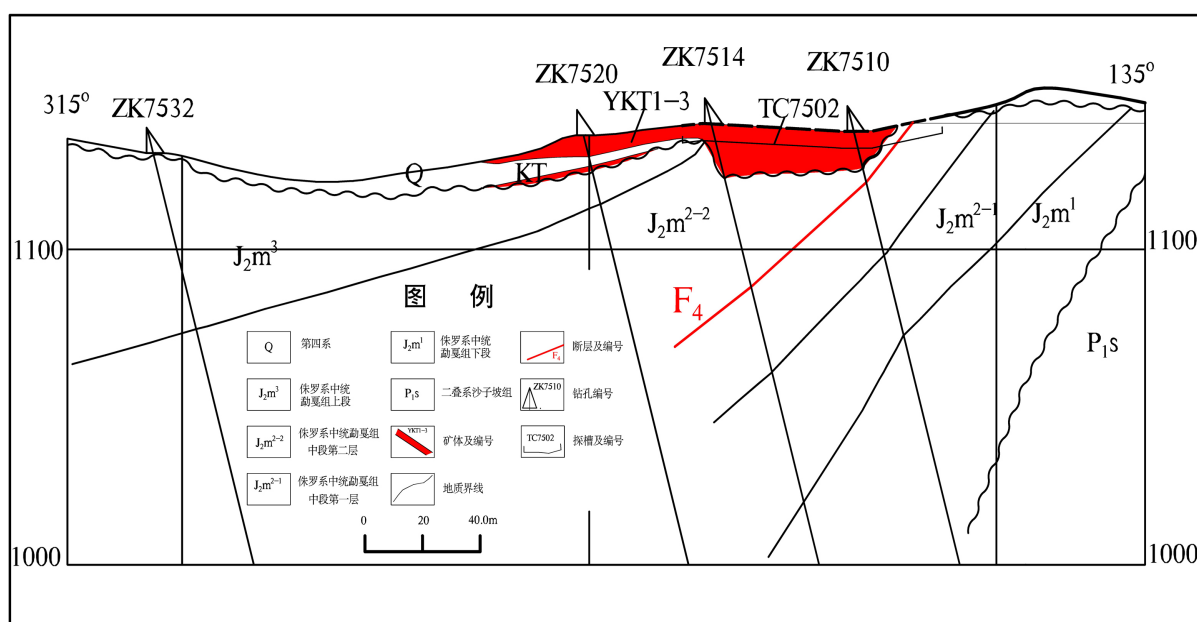 315°
ZK7532
ZK7520
YKT1-3
ZK7514
ZK7510
TC7502
135°
Q
KT
J₂m³
J₂m²⁻²
J₂m²⁻¹
J₂m¹
F₄
P₁s
1100
1100
1000
1000
图 例
Q 第四系
J₂m³ 侏罗系中统
勐戛组上段
J₂m²⁻² 侏罗系中统勐戛组
中段第二层
J₂m²⁻¹ 侏罗系中统勐戛组
中段第一层
J₂m¹ 侏罗系中统
勐戛组下段
P₁s 二叠系沙子坡组
YKT1-3 矿体及编号
地质界线
F₄ 断层及编号
ZK7510 钻孔编号
TC7502 探槽及编号
0 20 40.0m